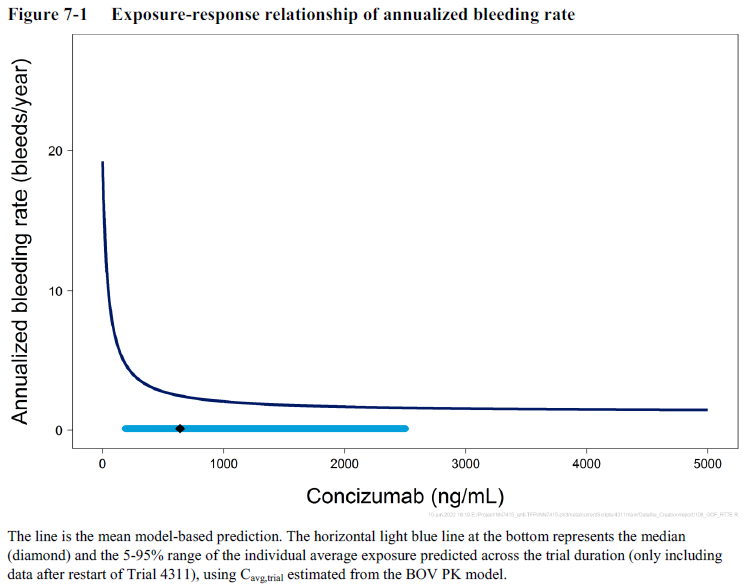 Figure 7-1 Exposure-response relationship of annualized bleeding rate
Annualized bleeding rate (bleeds/year)
20
10
0
0 1000 2000 3000 4000 5000
Concizumab (ng/mL)
The line is the mean model-based prediction. The horizontal light blue line at the bottom represents the median
(diamond) and the 5-95% range of the individual average exposure predicted across the trial duration (only including
data after restart of Trial 4311), using Cavg,trial estimated from the BOV PK model.